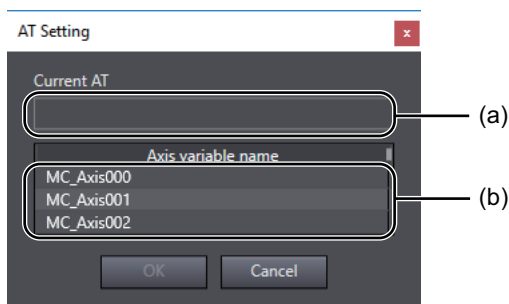 AT Setting
x
Current AT
(a)
Axis variable name
MC_Axis000
MC_Axis001
(b)
MC_Axis002
OK
Cancel